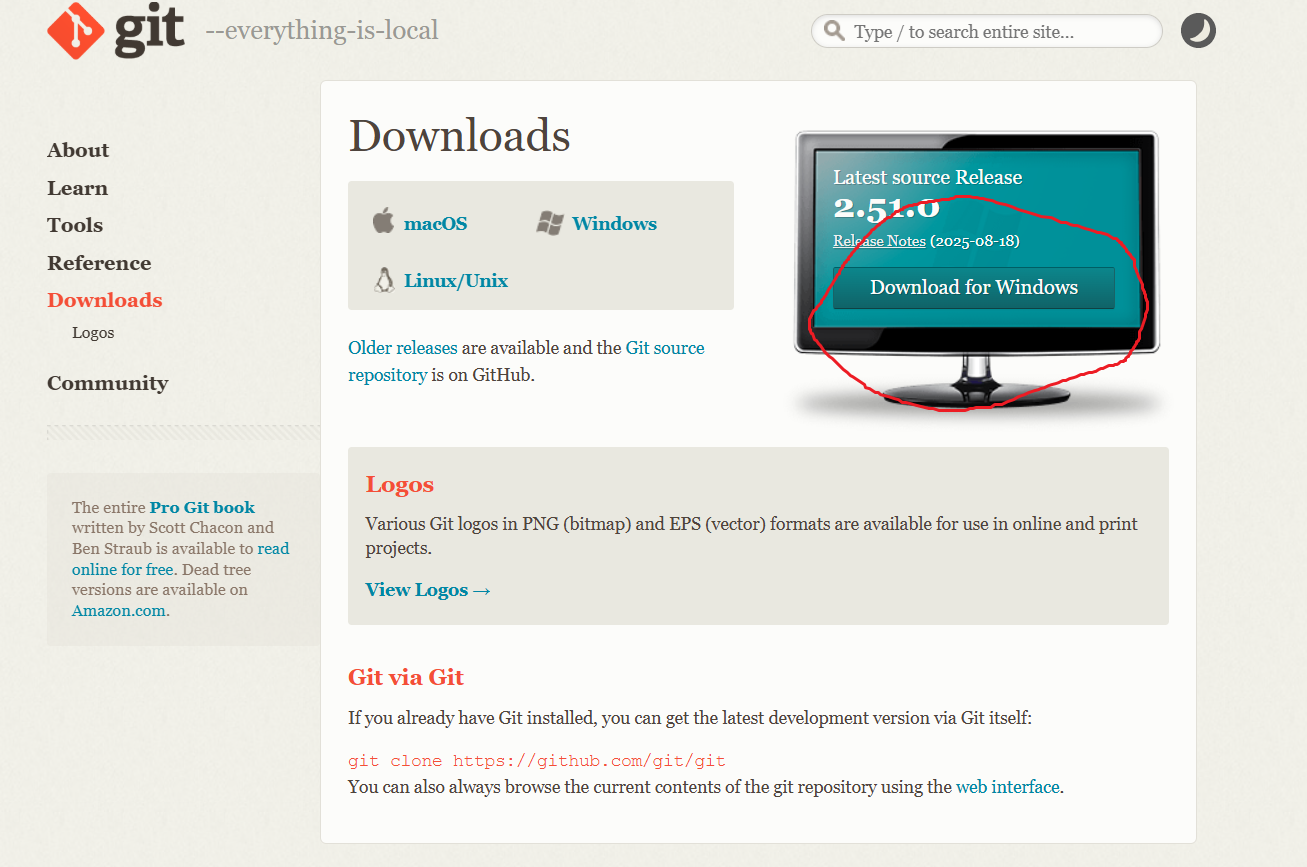 git --everything-is-local
Type / to search entire site...
About
Learn
Tools
Reference
Downloads
Logos
Community
The entire Pro Git book
written by Scott Chacon and
Ben Straub is available to read
online for free. Dead tree
versions are available on
Amazon.com.
Downloads
macOS
Windows
Linux/Unix
Older releases are available and the Git source
repository is on GitHub.
Latest source Release
2.51.0
Release Notes (2025-08-18)
Download for Windows
Logos
Various Git logos in PNG (bitmap) and EPS (vector) formats are available for use in online and print
projects.
View Logos →
Git via Git
If you already have Git installed, you can get the latest development version via Git itself:
git clone https://github.com/git/git
You can also always browse the current contents of the git repository using the web interface.